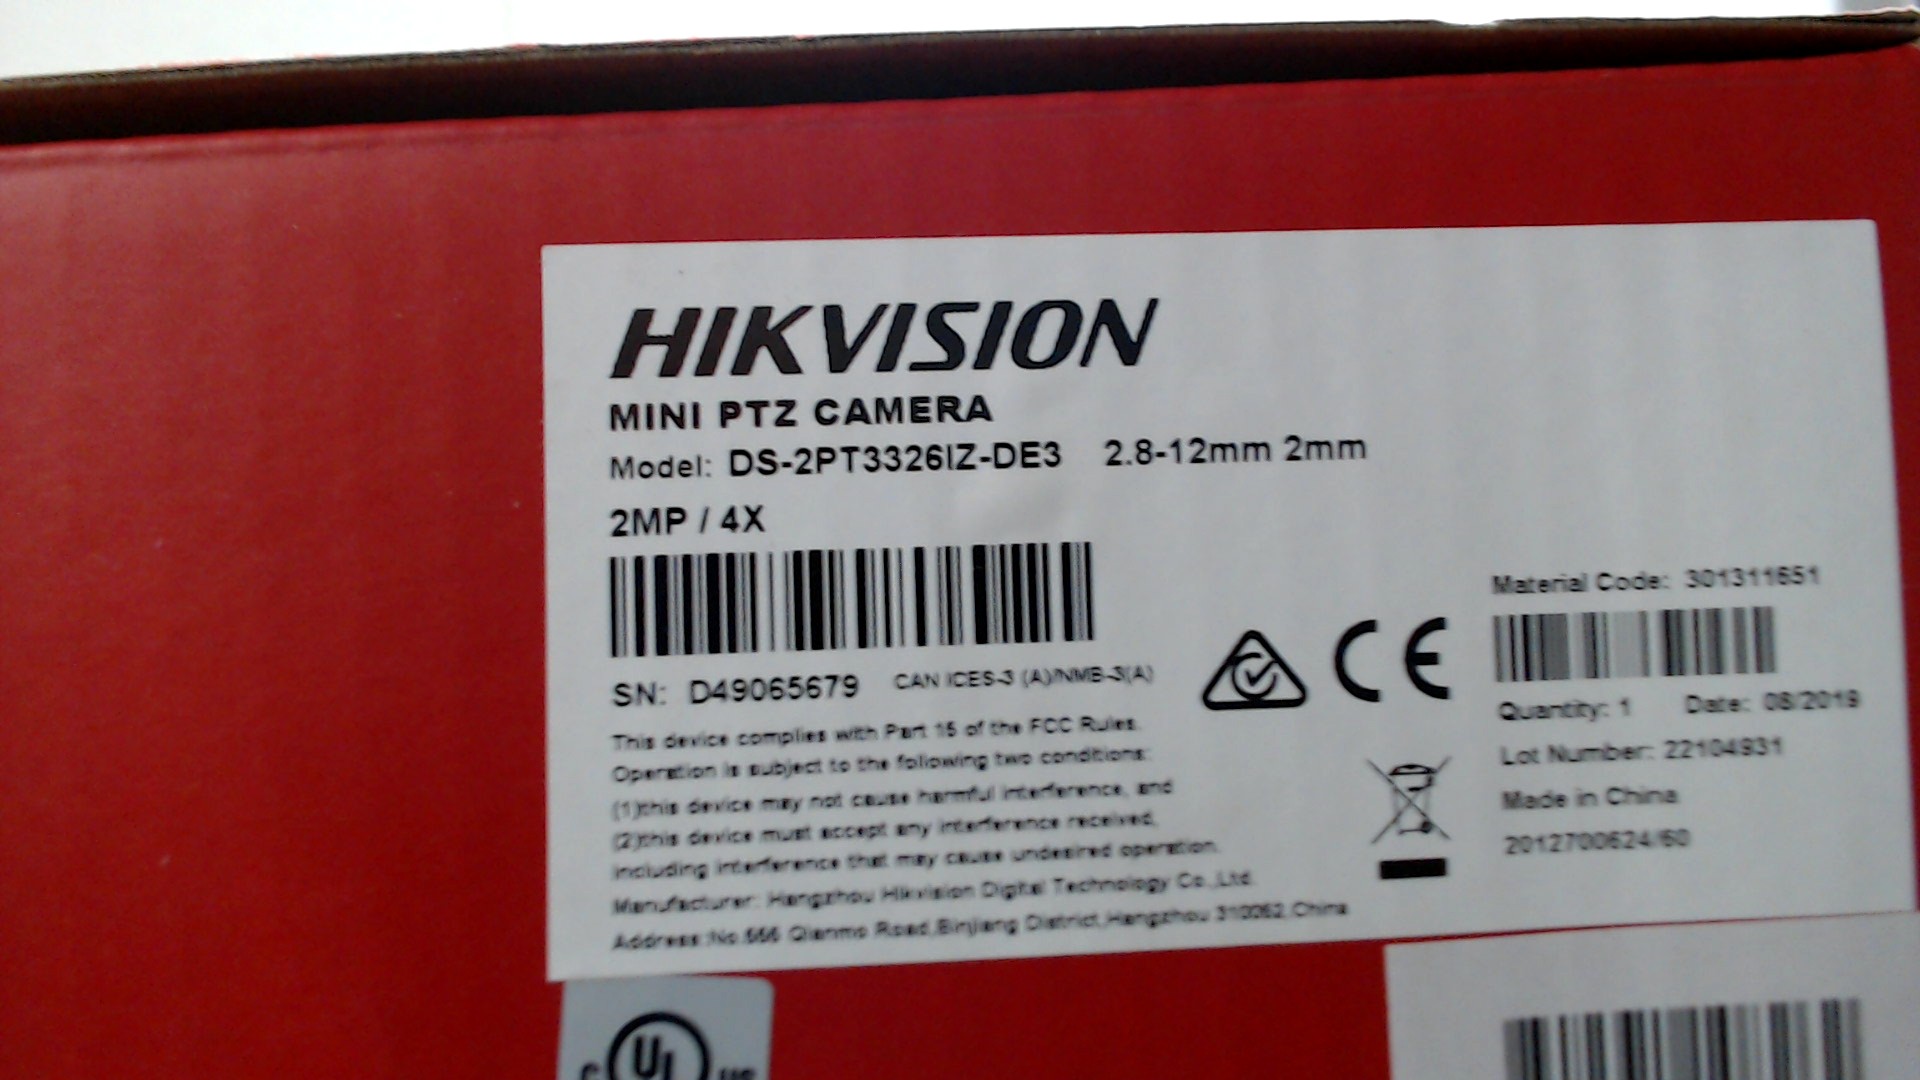 HIKVISION
MINI PTZ CAMERA
Model: DS-2PT3326IZ-DE3 2.8-12mm 2mm
2MP / 4X
SN: D49065679 CAN ICES-3 (A)/NMB-3(A)
This device complies with Part 15 of the FCC Rules.
Operation is subject to the following two conditions:
(1)this device may not cause harmful interference, and
(2)this device must accept any interference received,
including interference that may cause undesired operation.
Manufacturer: Hangzhou Hikvision Digital Technology Co.,Ltd.
Address:No.555 Qianmo Road,Binjiang District,Hangzhou 310052,China
CE
Material Code: 301311651
Quantity: 1 Date: 08/2019
Lot Number: 22104931
Made in China
2012700624/60
C UL US